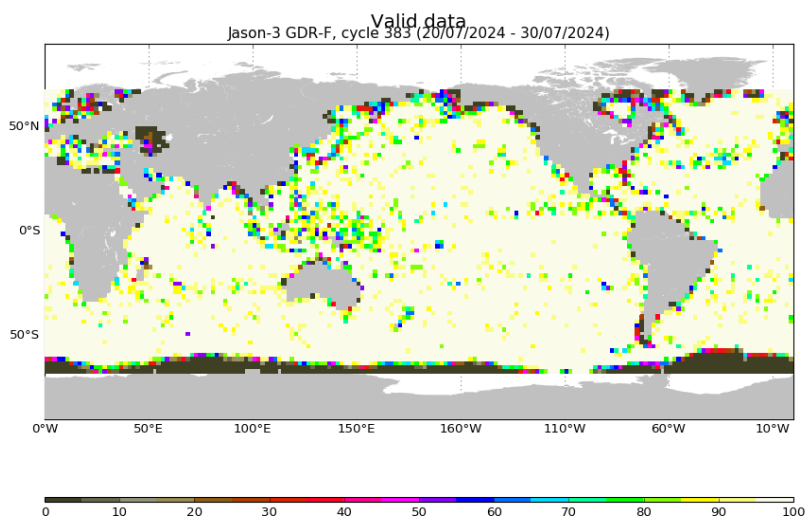 Valid data
Jason-3 GDR-F, cycle 383 (20/07/2024 - 30/07/2024)
50°N
0°S
50°S
0°W 50°E 100°E 150°E 160°W 110°W 60°W 10°W
0 10 20 30 40 50 60 70 80 90 100